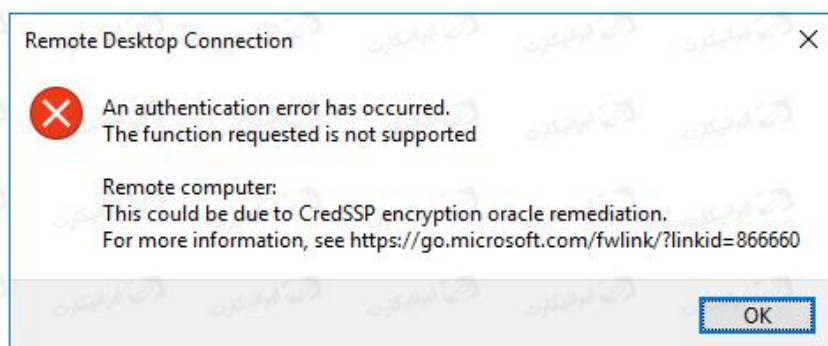 Remote Desktop Connection
An authentication error has occurred.
The function requested is not supported
Remote computer:
This could be due to CredSSP encryption oracle remediation.
For more information, see https://go.microsoft.com/fwlink/?linkid=866660
OK
ایرانیکارت